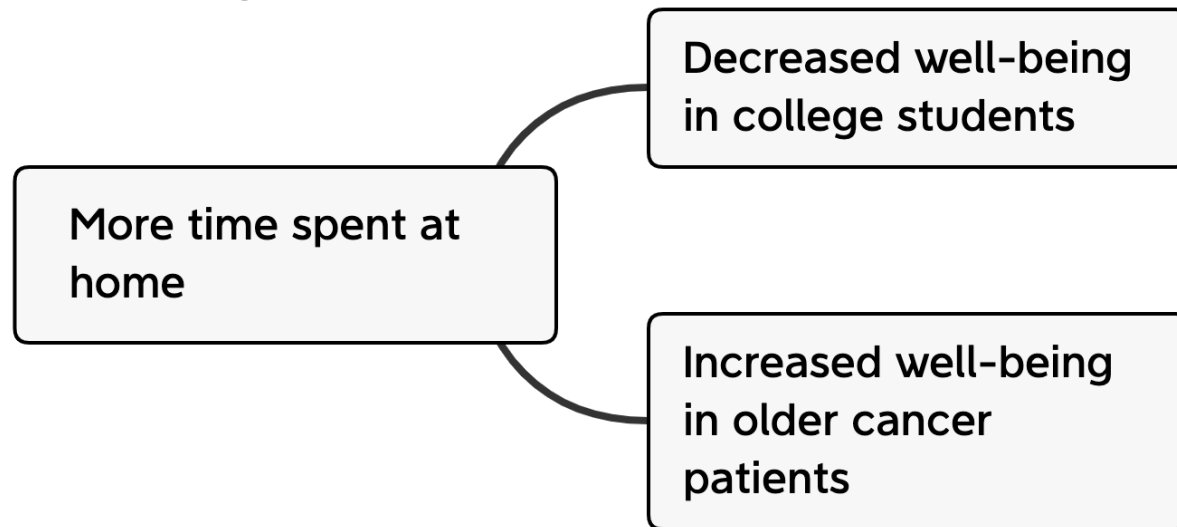 Decreased well-being
in college students
More time spent at
home
Increased well-being
in older cancer
patients